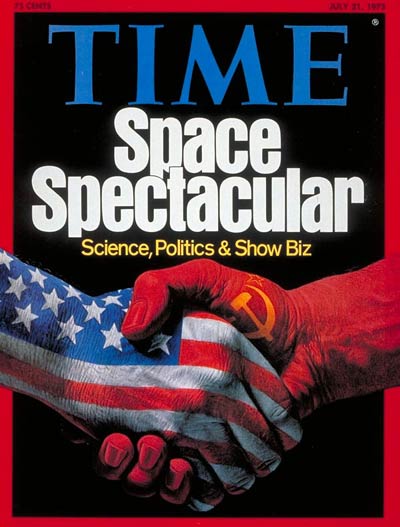 75 CENTS
JULY 21, 1975
TIME
®
Space
Spectacular
Science, Politics & Show Biz